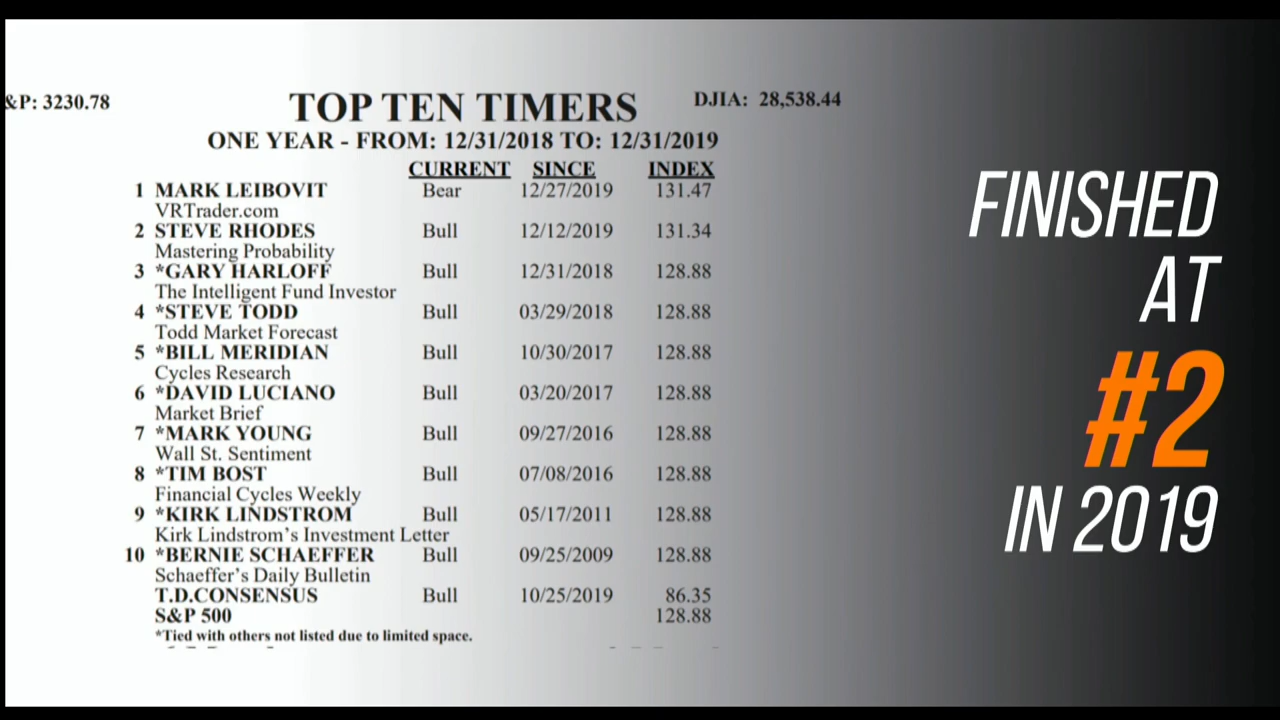 &P: 3230.78
TOP TEN TIMERS
DJIA: 28,538.44
ONE YEAR - FROM: 12/31/2018 TO: 12/31/2019
CURRENT SINCE INDEX
1 MARK LEIBOVIT Bear 12/27/2019 131.47
VRTrader.com
2 STEVE RHODES Bull 12/12/2019 131.34
Mastering Probability
3 *GARY HARLOFF Bull 12/31/2018 128.88
The Intelligent Fund Investor
4 *STEVE TODD Bull 03/29/2018 128.88
Todd Market Forecast
5 *BILL MERIDIAN Bull 10/30/2017 128.88
Cycles Research
6 *DAVID LUCIANO Bull 03/20/2017 128.88
Market Brief
7 *MARK YOUNG Bull 09/27/2016 128.88
Wall St. Sentiment
8 *TIM BOST Bull 07/08/2016 128.88
Financial Cycles Weekly
9 *KIRK LINDSTROM Bull 05/17/2011 128.88
Kirk Lindstrom's Investment Letter
10 *BERNIE SCHAEFFER Bull 09/25/2009 128.88
Schaeffer's Daily Bulletin
T.D.CONSENSUS Bull 10/25/2019 86.35
S&P 500 128.88
*Tied with others not listed due to limited space.
FINISHED
AT
#2
IN 2019